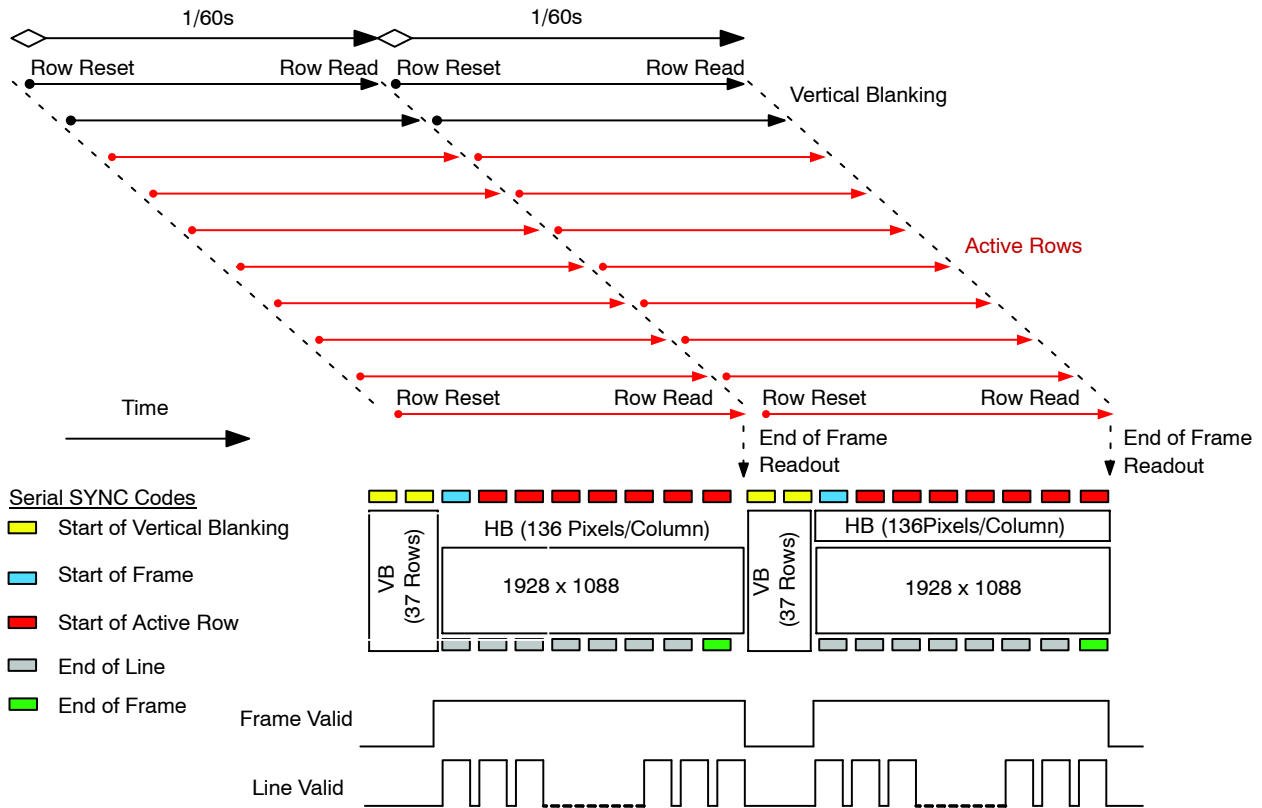 1/60s 1/60s
Row Reset Row Read Row Reset Row Read
Vertical Blanking
Active Rows
Row Reset Row Read Row Reset Row Read
Time
End of Frame
Readout
End of Frame
Readout
Serial SYNC Codes
Start of Vertical Blanking
Start of Frame
Start of Active Row
End of Line
End of Frame
VB
(37 Rows)
HB (136 Pixels/Column)
1928 x 1088
VB
(37 Rows)
HB (136Pixels/Column)
1928 x 1088
Frame Valid
Line Valid